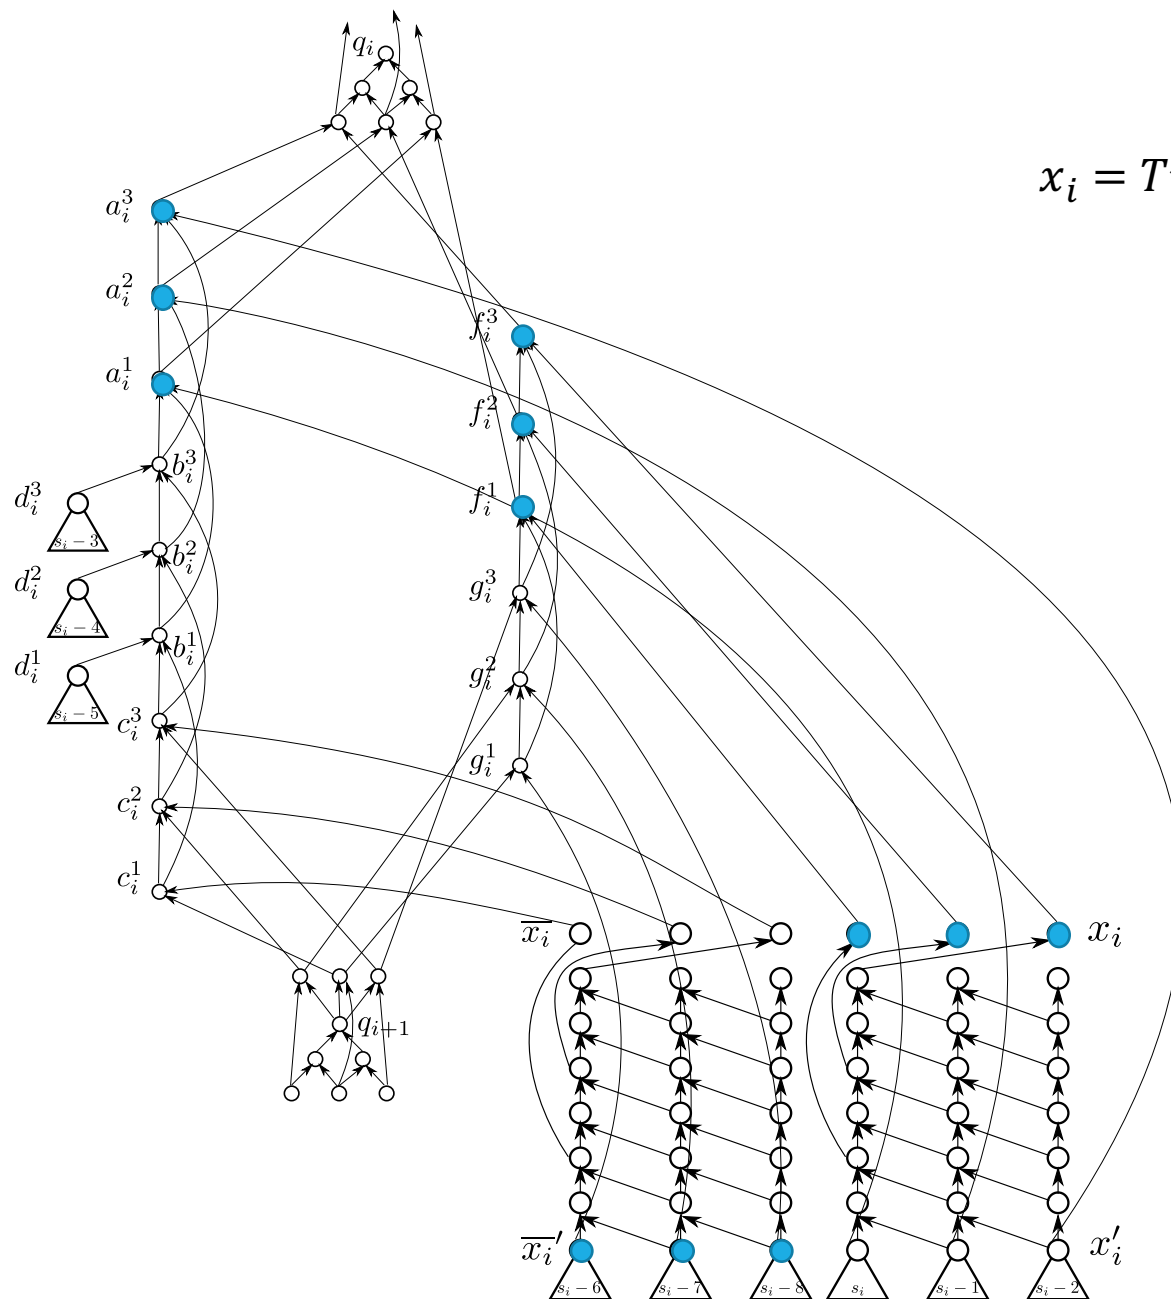 $q_i$
$x_i = T$
$a_i^3$
$a_i^2$
$f_i^3$
$a_i^1$
$f_i^2$
$b_i^3$
$d_i^3$
$f_i^1$
$s_i - 3$
$b_i^2$
$d_i^2$
$g_i^3$
$s_i - 4$
$b_i^1$
$d_i^1$
$g_i^2$
$s_i - 5$
$c_i^3$
$g_i^1$
$c_i^2$
$c_i^1$
$\overline{x_i}$ $x_i$
$q_{i+1}$
$\overline{x_i}'$ $x_i'$
$s_i - 6$ $s_i - 7$ $s_i - 8$ $s_i$ $s_i - 1$ $s_i - 2$